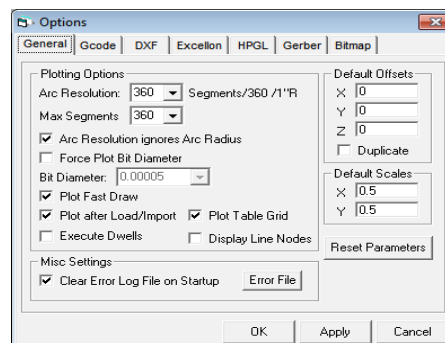 Options
General Gcode DXF Excellon HPGL Gerber Bitmap
Plotting Options
Arc Resolution: 360 Segments/360 /1"R
Max Segments 360
Arc Resolution ignores Arc Radius
Force Plot Bit Diameter
Bit Diameter: 0.00005
Plot Fast Draw
Plot after Load/Import Plot Table Grid
Execute Dwells Display Line Nodes
Misc Settings
Clear Error Log File on Startup Error File
Default Offsets
X 0
Y 0
Z 0
Duplicate
Default Scales
X 0.5
Y 0.5
Reset Parameters
OK Apply Cancel